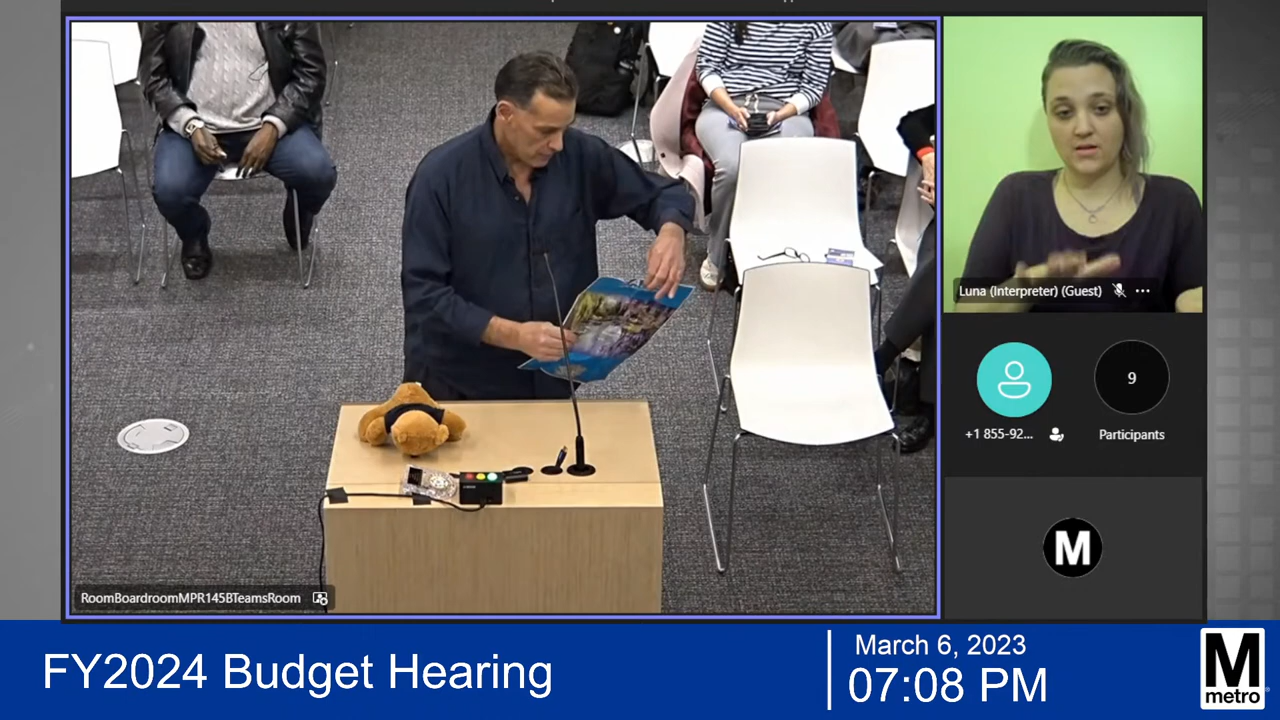 Luna (Interpreter) (Guest)
+1 855-92...
9
Participants
M
RoomBoardroomMPR145BTeamsRoom
FY2024 Budget Hearing
March 6, 2023
07:08 PM
M
metro